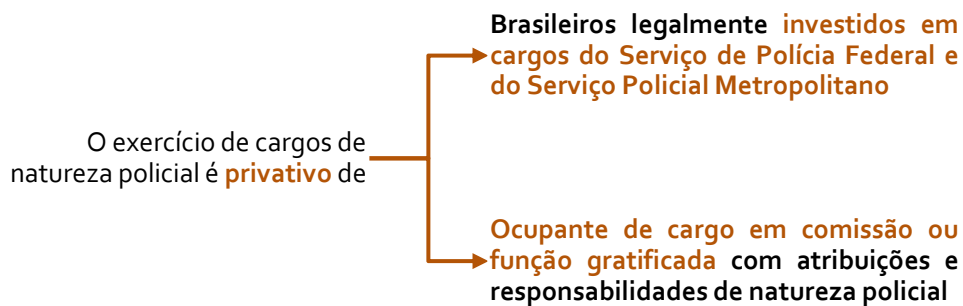 Brasileiros legalmente investidos em
cargos do Serviço de Polícia Federal e
do Serviço Policial Metropolitano
O exercício de cargos de
natureza policial é privativo de
Ocupante de cargo em comissão ou
função gratificada com atribuições e
responsabilidades de natureza policial